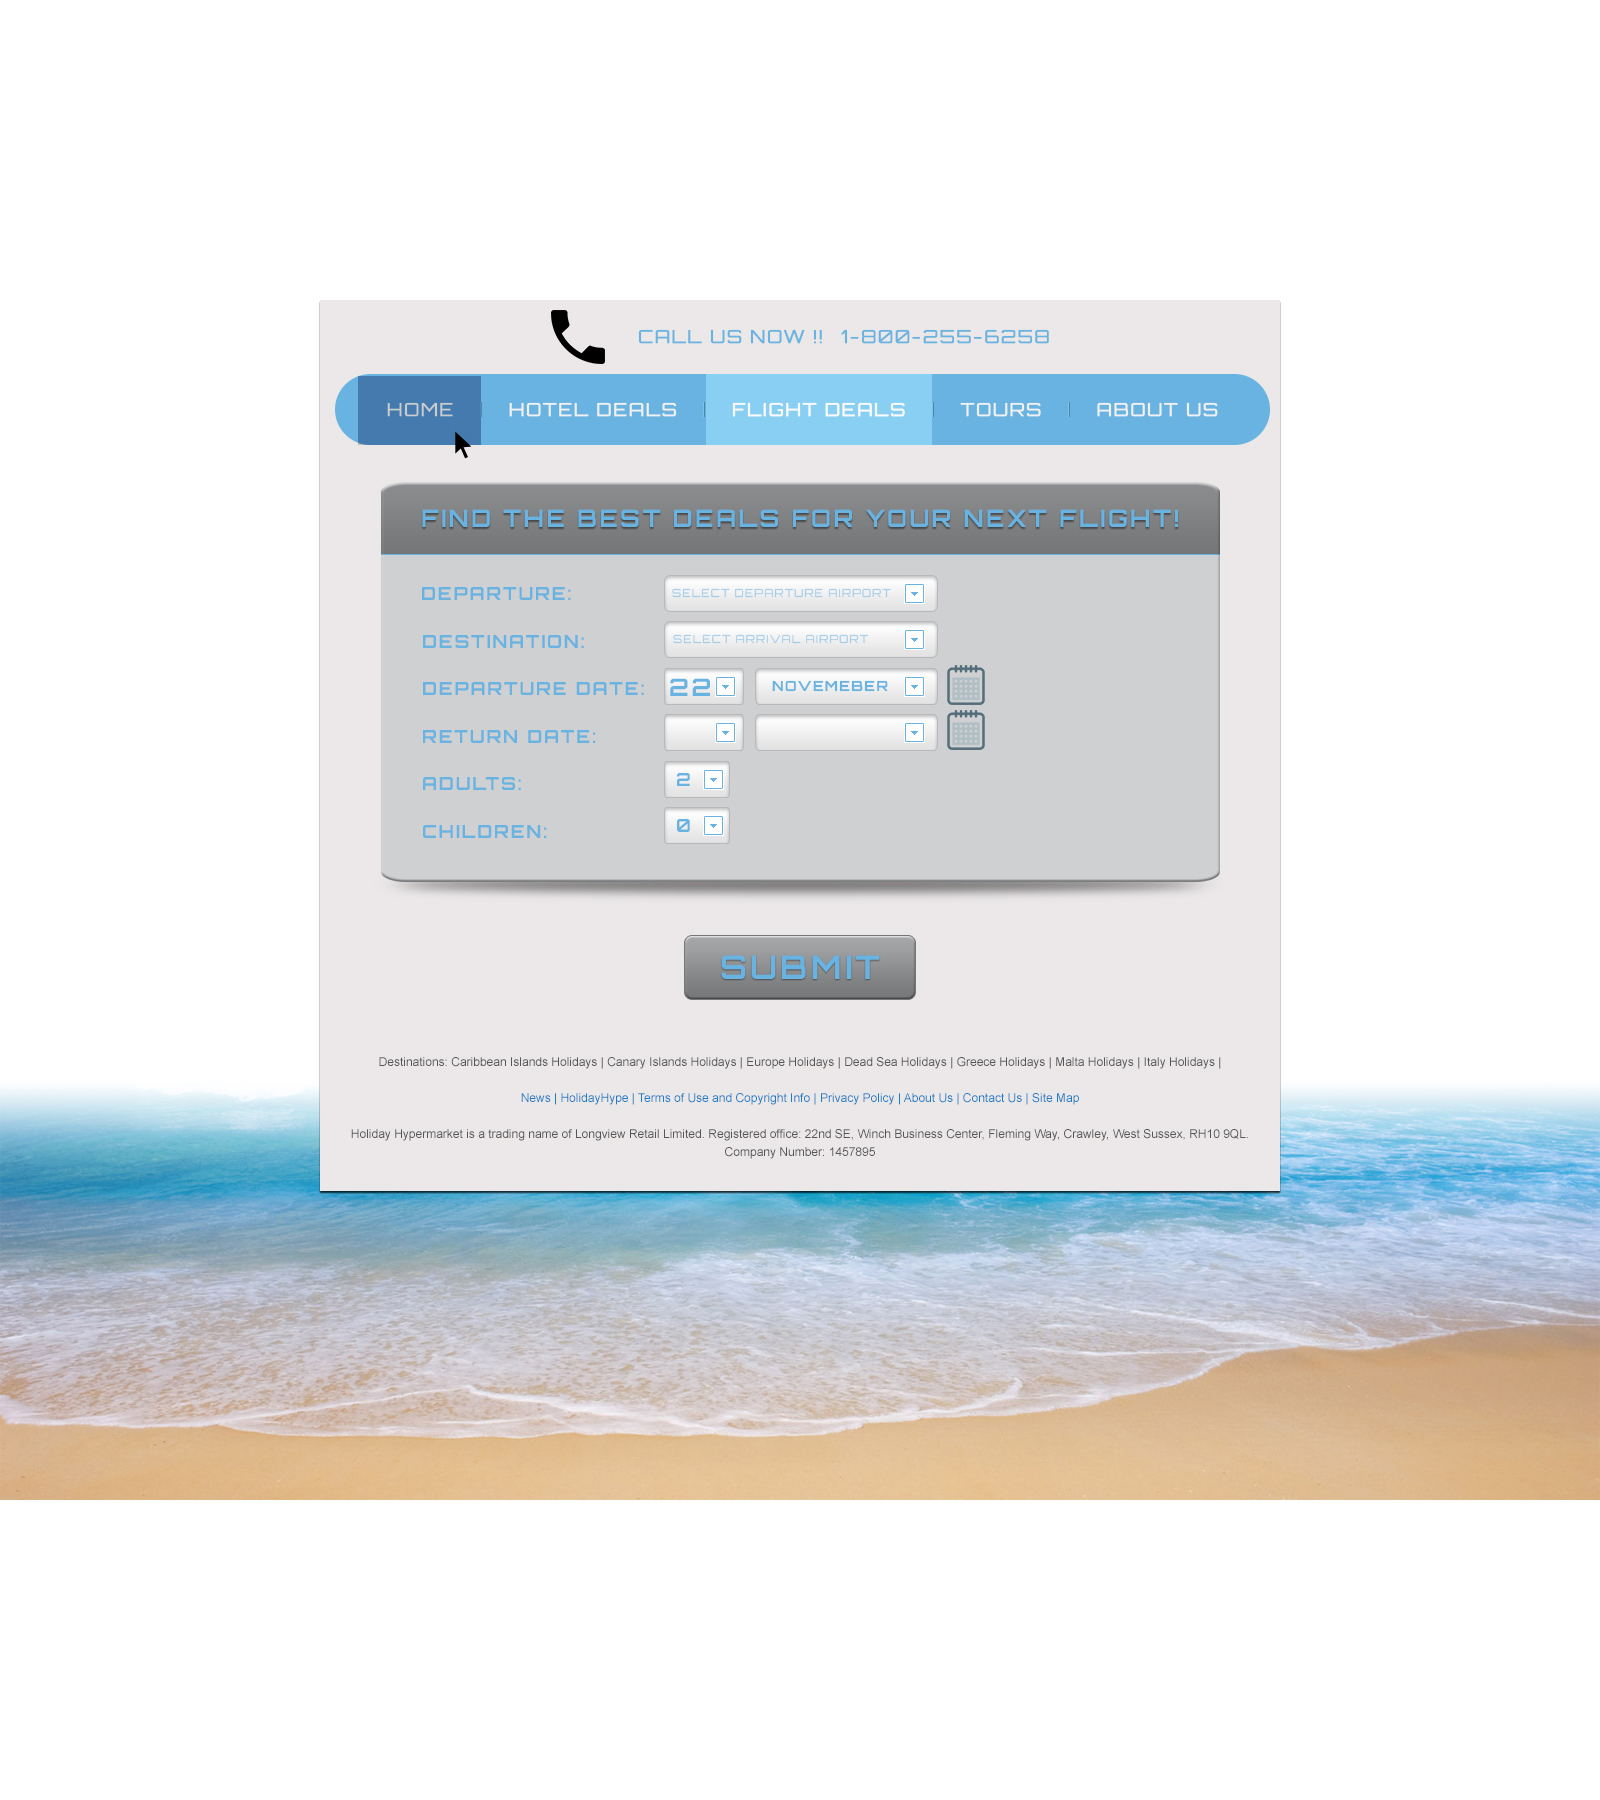 CALL US NOW !! 1-800-255-6258
HOME HOTEL DEALS FLIGHT DEALS TOURS ABOUT US
FIND THE BEST DEALS FOR YOUR NEXT FLIGHT!
DEPARTURE: SELECT DEPARTURE AIRPORT
DESTINATION: SELECT ARRIVAL AIRPORT
DEPARTURE DATE: 22 NOVEMEBER
RETURN DATE:
ADULTS: 2
CHILDREN: 0
SUBMIT
Destinations: Caribbean Islands Holidays | Canary Islands Holidays | Europe Holidays | Dead Sea Holidays | Greece Holidays | Malta Holidays | Italy Holidays |
News | HolidayHype | Terms of Use and Copyright Info | Privacy Policy | About Us | Contact Us | Site Map
Holiday Hypermarket is a trading name of Longview Retail Limited. Registered office: 22nd SE, Winch Business Center, Fleming Way, Crawley, West Sussex, RH10 9QL.
Company Number: 1457895